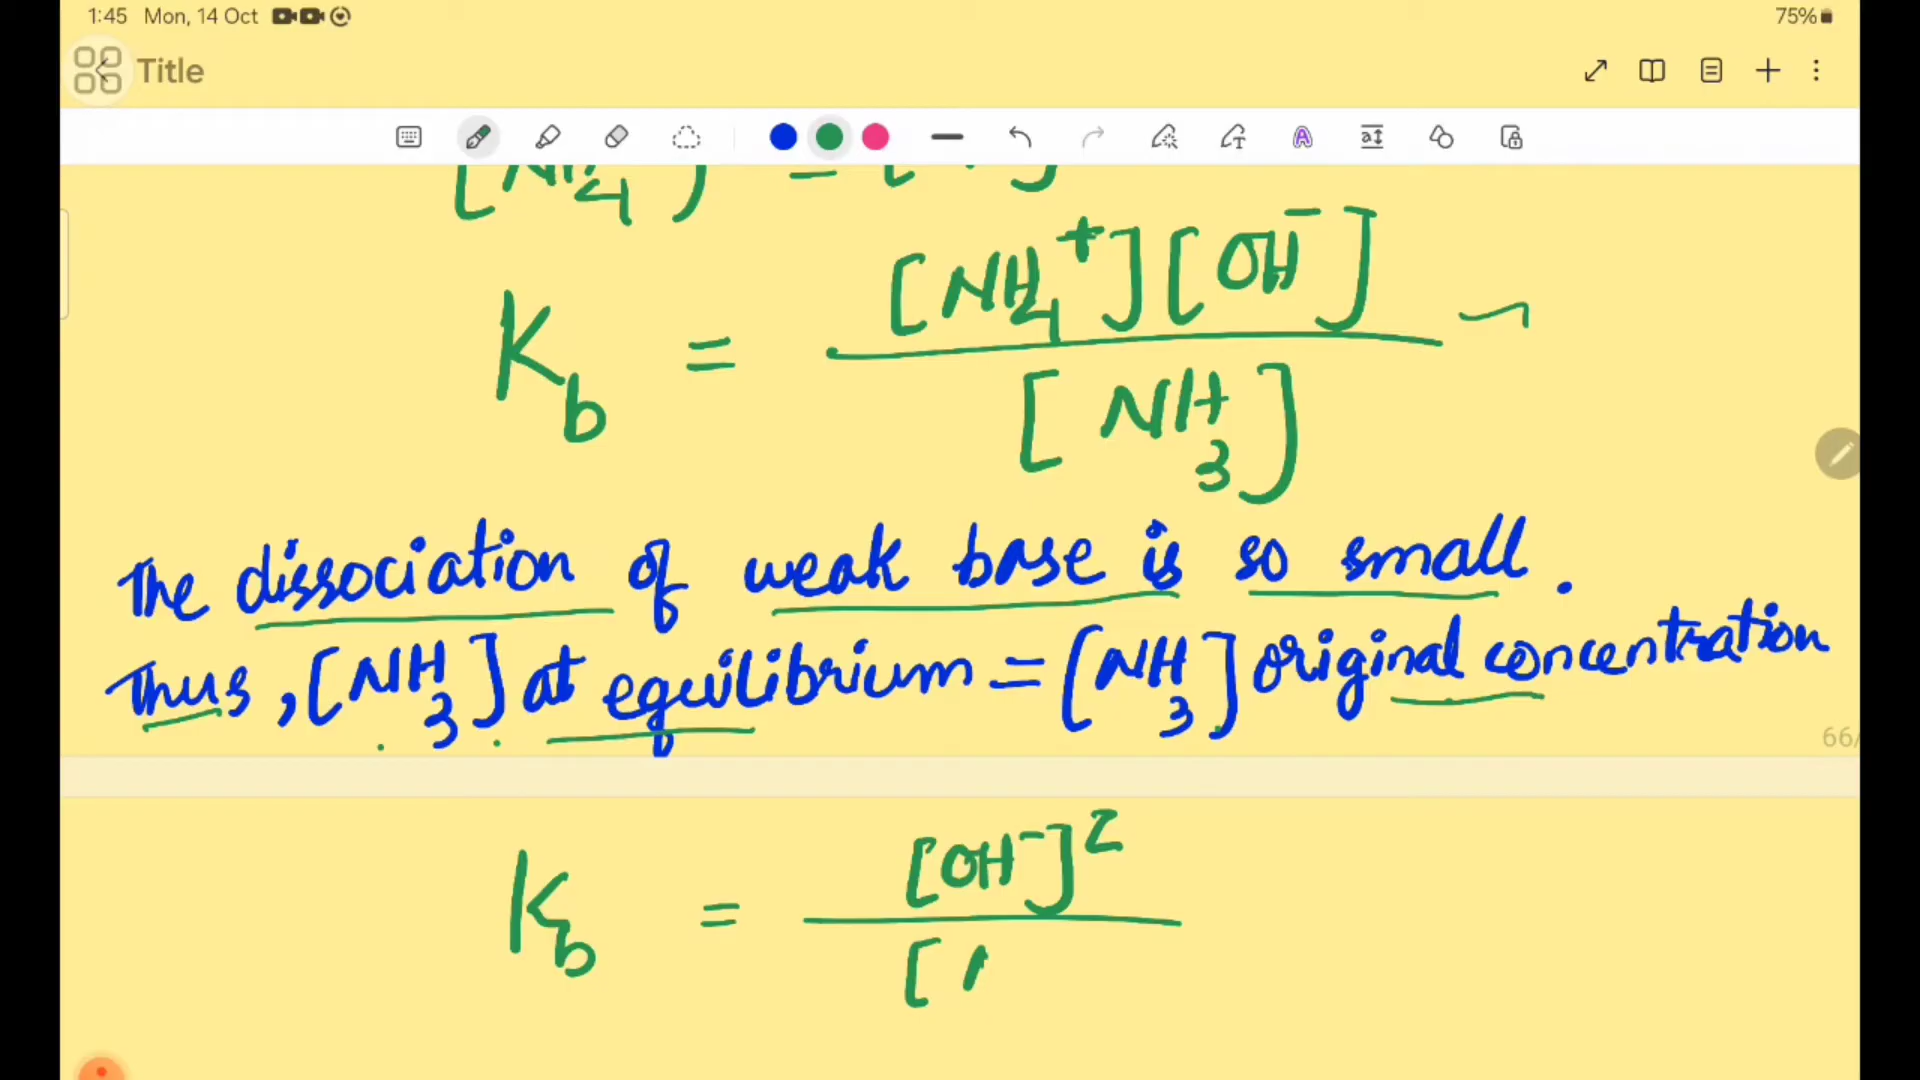 1:45 Mon, 14 Oct 75%
Title
[NH4 ] = [
Kb = [NH4+][OH-] / [NH3]
The dissociation of weak base is so small.
Thus, [NH3] at equilibrium = [NH3] original concentration
66/
Kb = [OH-]2 / [